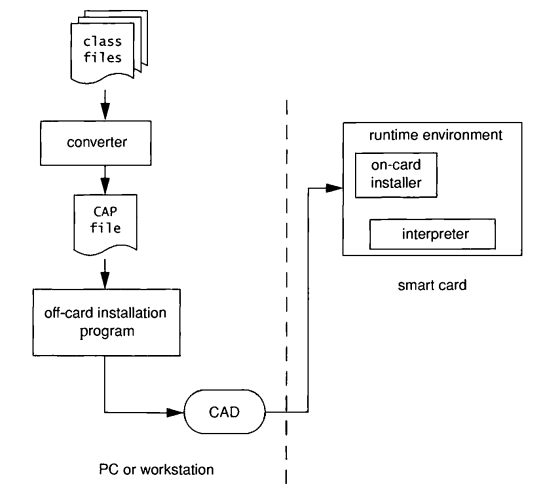 class
files
converter
CAP
file
off-card installation
program
CAD
PC or workstation
runtime environment
on-card
installer
interpreter
smart card